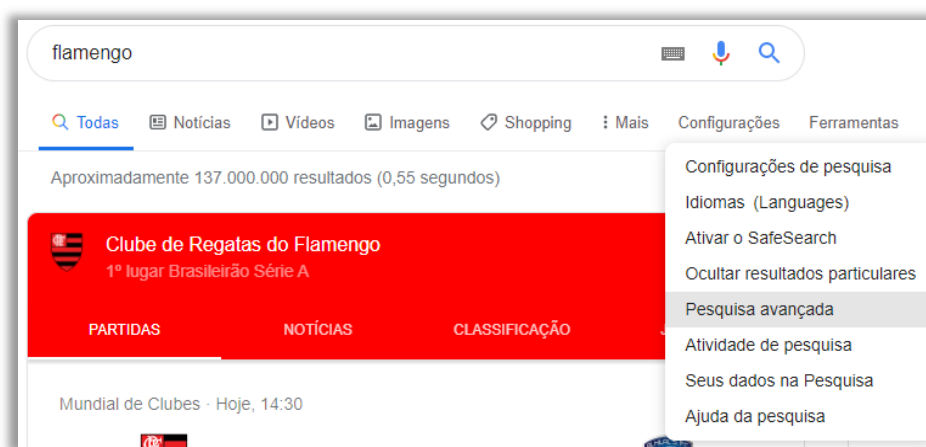 flamengo
Todas Notícias Vídeos Imagens Shopping Mais Configurações Ferramentas
Aproximadamente 137.000.000 resultados (0,55 segundos)
Clube de Regatas do Flamengo
1º lugar Brasileirão Série A
PARTIDAS NOTÍCIAS CLASSIFICAÇÃO
Mundial de Clubes · Hoje, 14:30
Configurações de pesquisa
Idiomas (Languages)
Ativar o SafeSearch
Ocultar resultados particulares
Pesquisa avançada
Atividade de pesquisa
Seus dados na Pesquisa
Ajuda da pesquisa